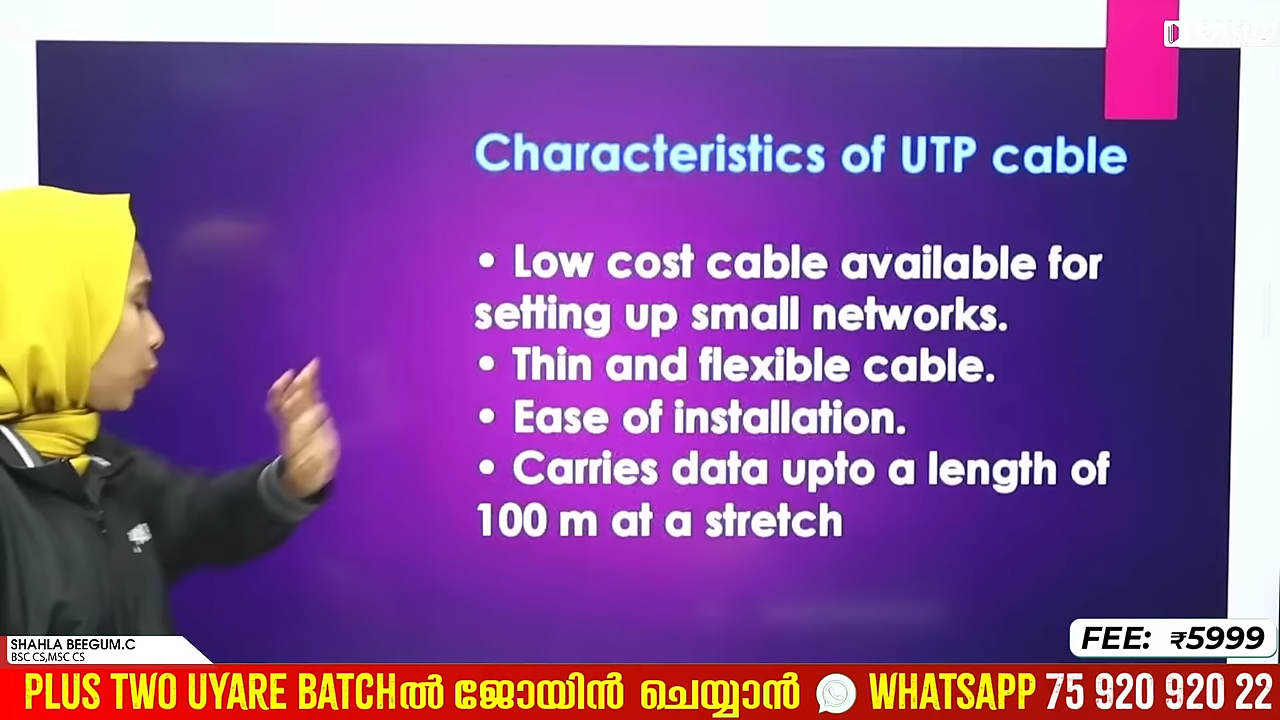 Characteristics of UTP cable
• Low cost cable available for
setting up small networks.
• Thin and flexible cable.
• Ease of installation.
• Carries data upto a length of
100 m at a stretch
SHAHLA BEEGUM.C
BSC CS,MSC CS
FEE: ₹5999
PLUS TWO UYARE BATCHൽ ജോയിൻ ചെയ്യാൻ WHATSAPP 75 920 920 22